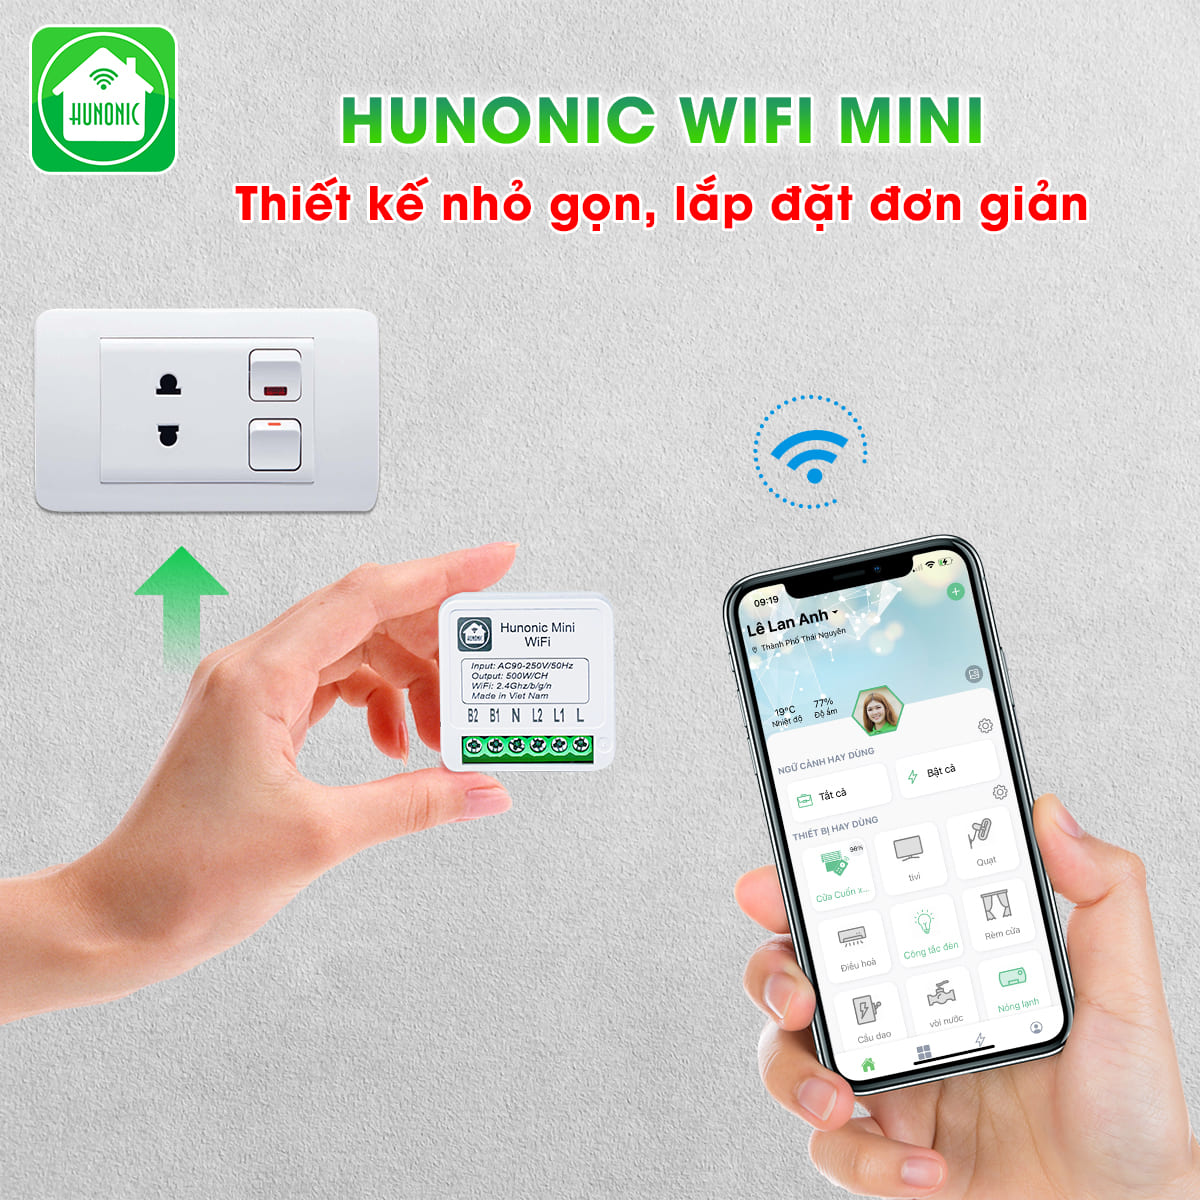 HUNONIC
HUNONIC WIFI MINI
Thiết kế nhỏ gọn, lắp đặt đơn giản
HUNONIC
Hunonic Mini
WiFi
Input: AC90-250V/50Hz
Output: 500W/CH
WiFi: 2.4Ghz/b/g/n
Made in Viet Nam
B2 B1 N L2 L1 L
09:19
Lê Lan Anh
Thành Phố Thái Nguyên
19°C
Nhiệt độ
77%
Độ ẩm
NGỮ CẢNH HAY DÙNG
Tắt cả
Bật cả
THIẾT BỊ HAY DÙNG
96%
Cửa Cuốn x...
tivi
Quạt
Điều hoà
Công tắc đèn
Rèm cửa
Cầu dao
vòi nước
Nóng lạnh